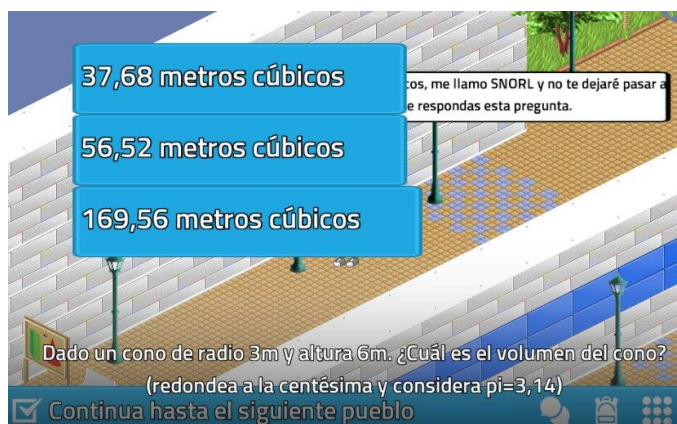 37,68 metros cúbicos
cos, me llamo SNORL y no te dejaré pasar a
e respondas esta pregunta.
56,52 metros cúbicos
169,56 metros cúbicos
Dado un cono de radio 3m y altura 6m. ¿Cuál es el volumen del cono?
(redondea a la centésima y considera pi=3,14)
Continua hasta el siguiente pueblo